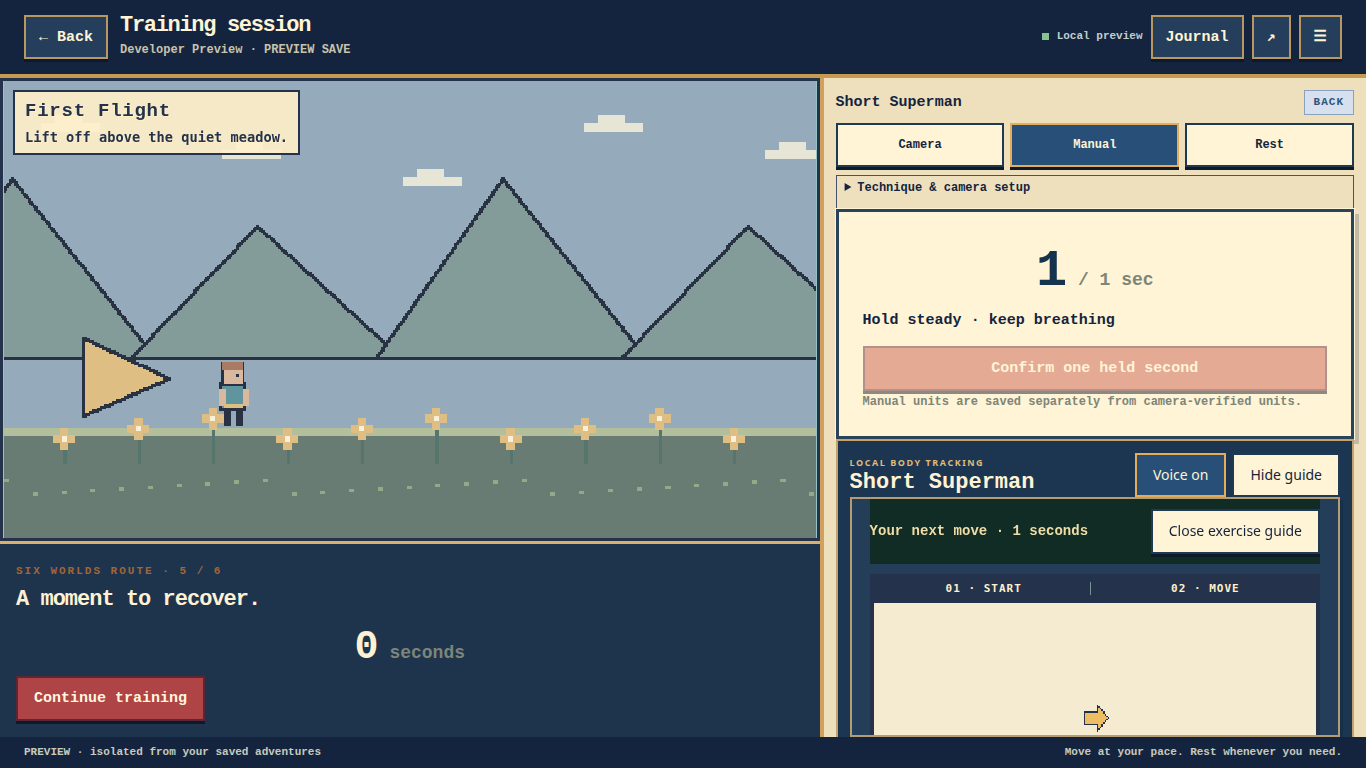 ← Back
Training session
Developer Preview · PREVIEW SAVE
Local preview
Journal
↗
☰
First Flight
Lift off above the quiet meadow.
SIX WORLDS ROUTE · 5 / 6
A moment to recover.
0 seconds
Continue training
Short Superman
BACK
Camera
Manual
Rest
▶ Technique & camera setup
1 / 1 sec
Hold steady · keep breathing
Confirm one held second
Manual units are saved separately from camera-verified units.
LOCAL BODY TRACKING
Short Superman
Voice on
Hide guide
Your next move · 1 seconds
Close exercise guide
01 · START
02 · MOVE
PREVIEW · isolated from your saved adventures
Move at your pace. Rest whenever you need.